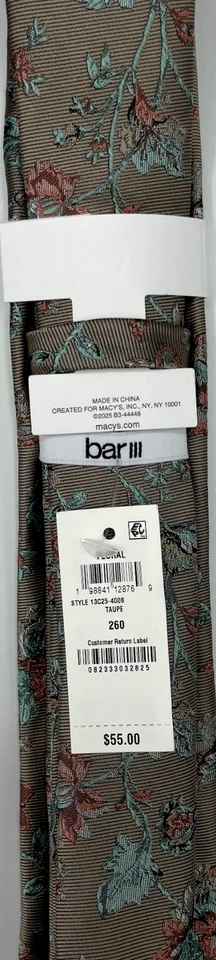 MADE IN CHINA
CREATED FOR MACY'S, INC., NY, NY 10001
©2025 B3-44448
macys.com
bar III
FLORAL
1 98841 12876 9
STYLE 13C25-4008
TAUPE
260
Customer Return Label
082333032625
$55.00